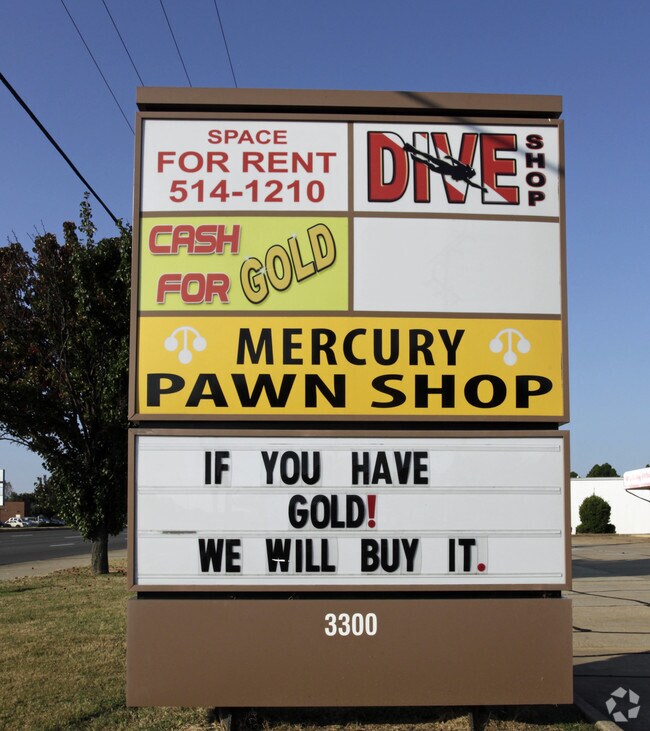 SPACE
FOR RENT
514-1210
DIVE SHOP
CASH
FOR
GOLD
MERCURY
PAWN SHOP
IF YOU HAVE
GOLD!
WE WILL BUY IT.
3300